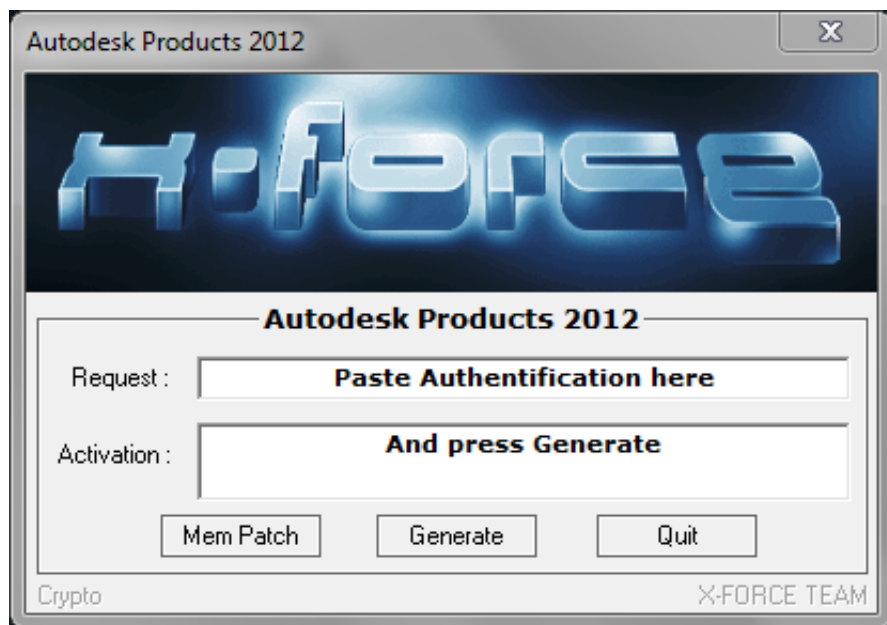 Autodesk Products 2012
x-force
Autodesk Products 2012
Request :
Paste Authentification here
Activation :
And press Generate
Mem Patch
Generate
Quit
Crypto
X-FORCE TEAM